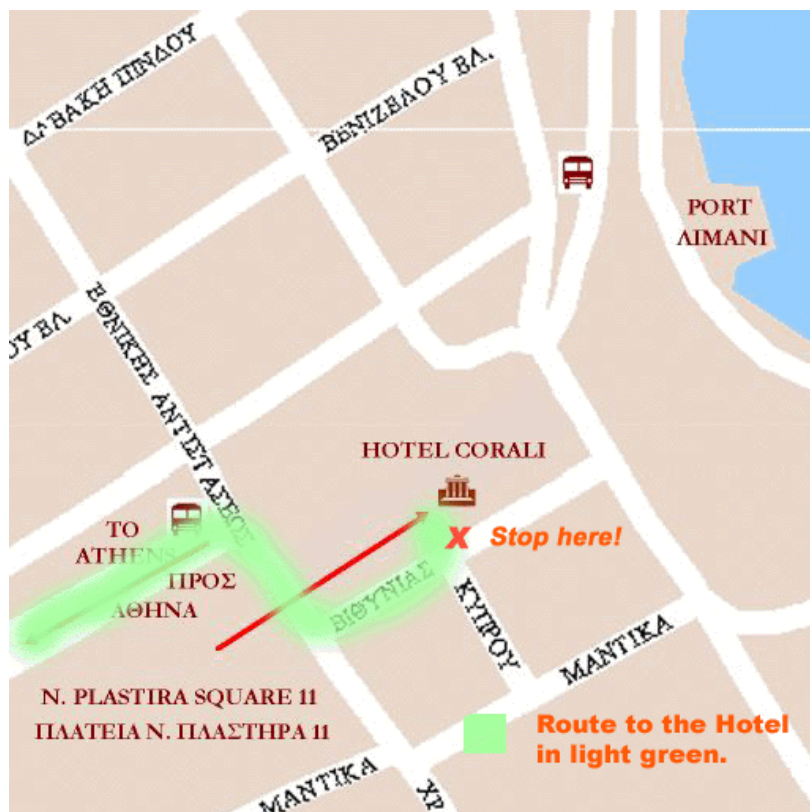 ΔΑΒΑΚΗ ΠΙΝΔΟΥ
ΒΕΝΙΖΕΛΟΥ ΒΛ.
PORT
ΛΙΜΑΝΙ
ΟΥ ΒΛ
ΕΘΝΙΚΗΣ ΑΝΤΙΣΤΑΣΕΩΣ
HOTEL CORALI
TO
ATHENS
ΠΡΟΣ
ΑΘΗΝΑ
X Stop here!
ΒΙΘΥΝΙΑΣ
ΚΥΠΡΟΥ
ΜΑΝΤΙΚΑ
N. PLASTIRA SQUARE 11
ΠΛΑΤΕΙΑ Ν. ΠΛΑΣΤΗΡΑ 11
Route to the Hotel
in light green.
ΜΑΝΤΙΚΑ
ΧΡ